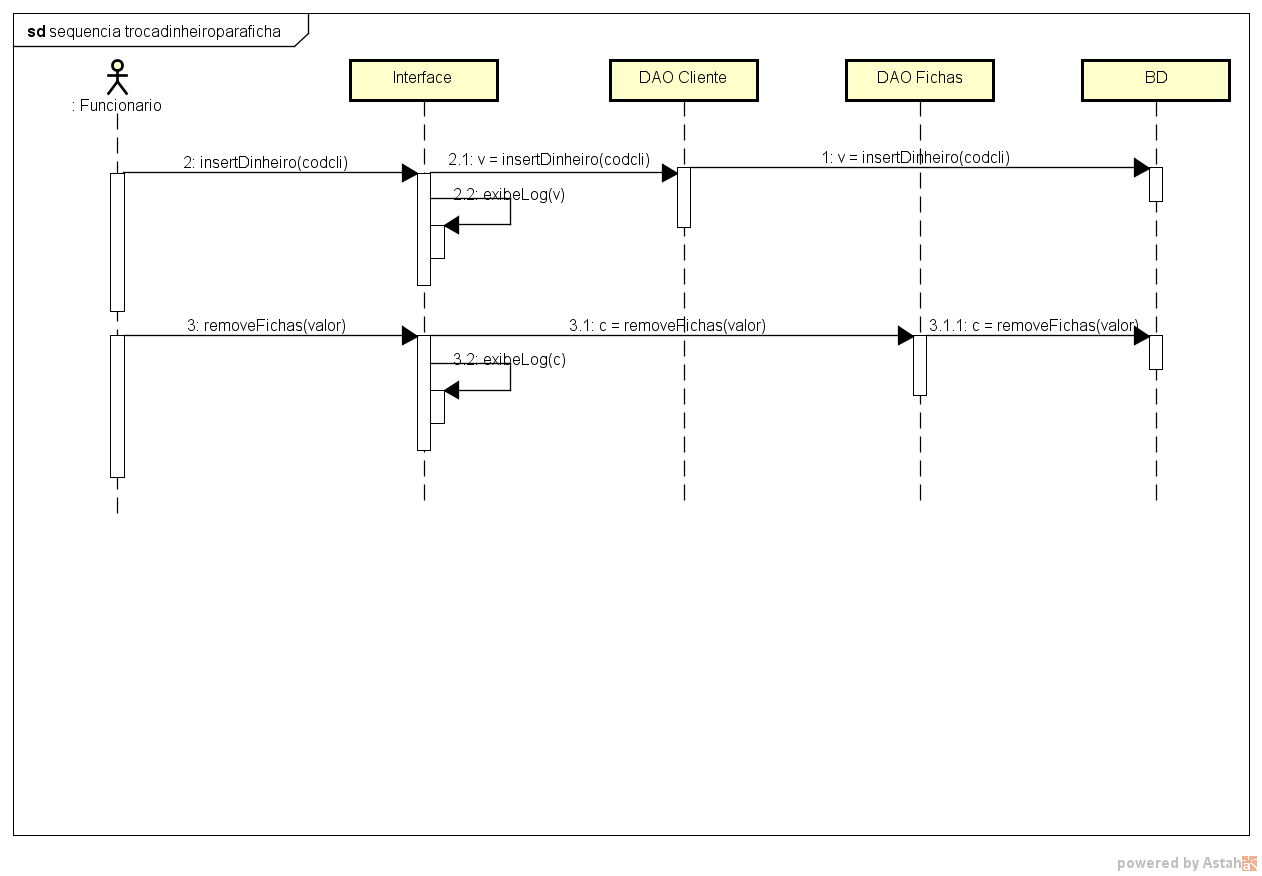 sd sequencia trocadinheiroparaficha
: Funcionario
Interface
DAO Cliente
DAO Fichas
BD
2: insertDinheiro(codcli)
2.1: v = insertDinheiro(codcli)
1: v = insertDinheiro(codcli)
2.2: exibeLog(v)
3: removeFichas(valor)
3.1: c = removeFichas(valor)
3.1.1: c = removeFichas(valor)
3.2: exibeLog(c)
powered by Astah